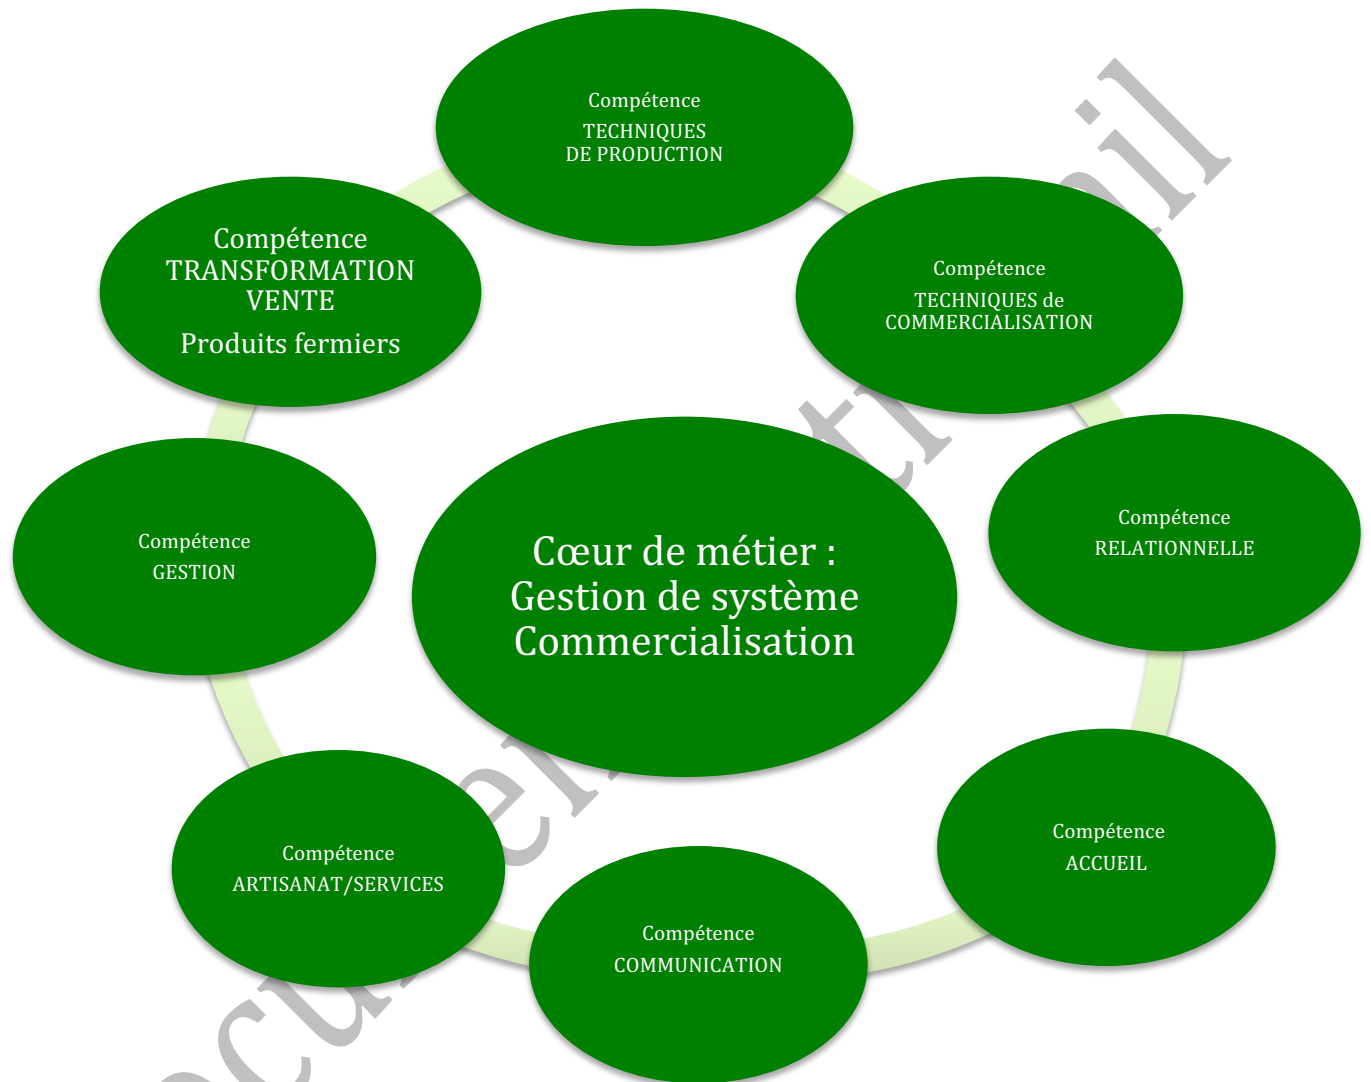 Compétence
TECHNIQUES
DE PRODUCTION
Compétence
TECHNIQUES de
COMMERCIALISATION
Compétence
RELATIONNELLE
Compétence
ACCUEIL
Compétence
COMMUNICATION
Compétence
ARTISANAT/SERVICES
Compétence
GESTION
Compétence
TRANSFORMATION
VENTE
Produits fermiers
Cœur de métier :
Gestion de système
Commercialisation